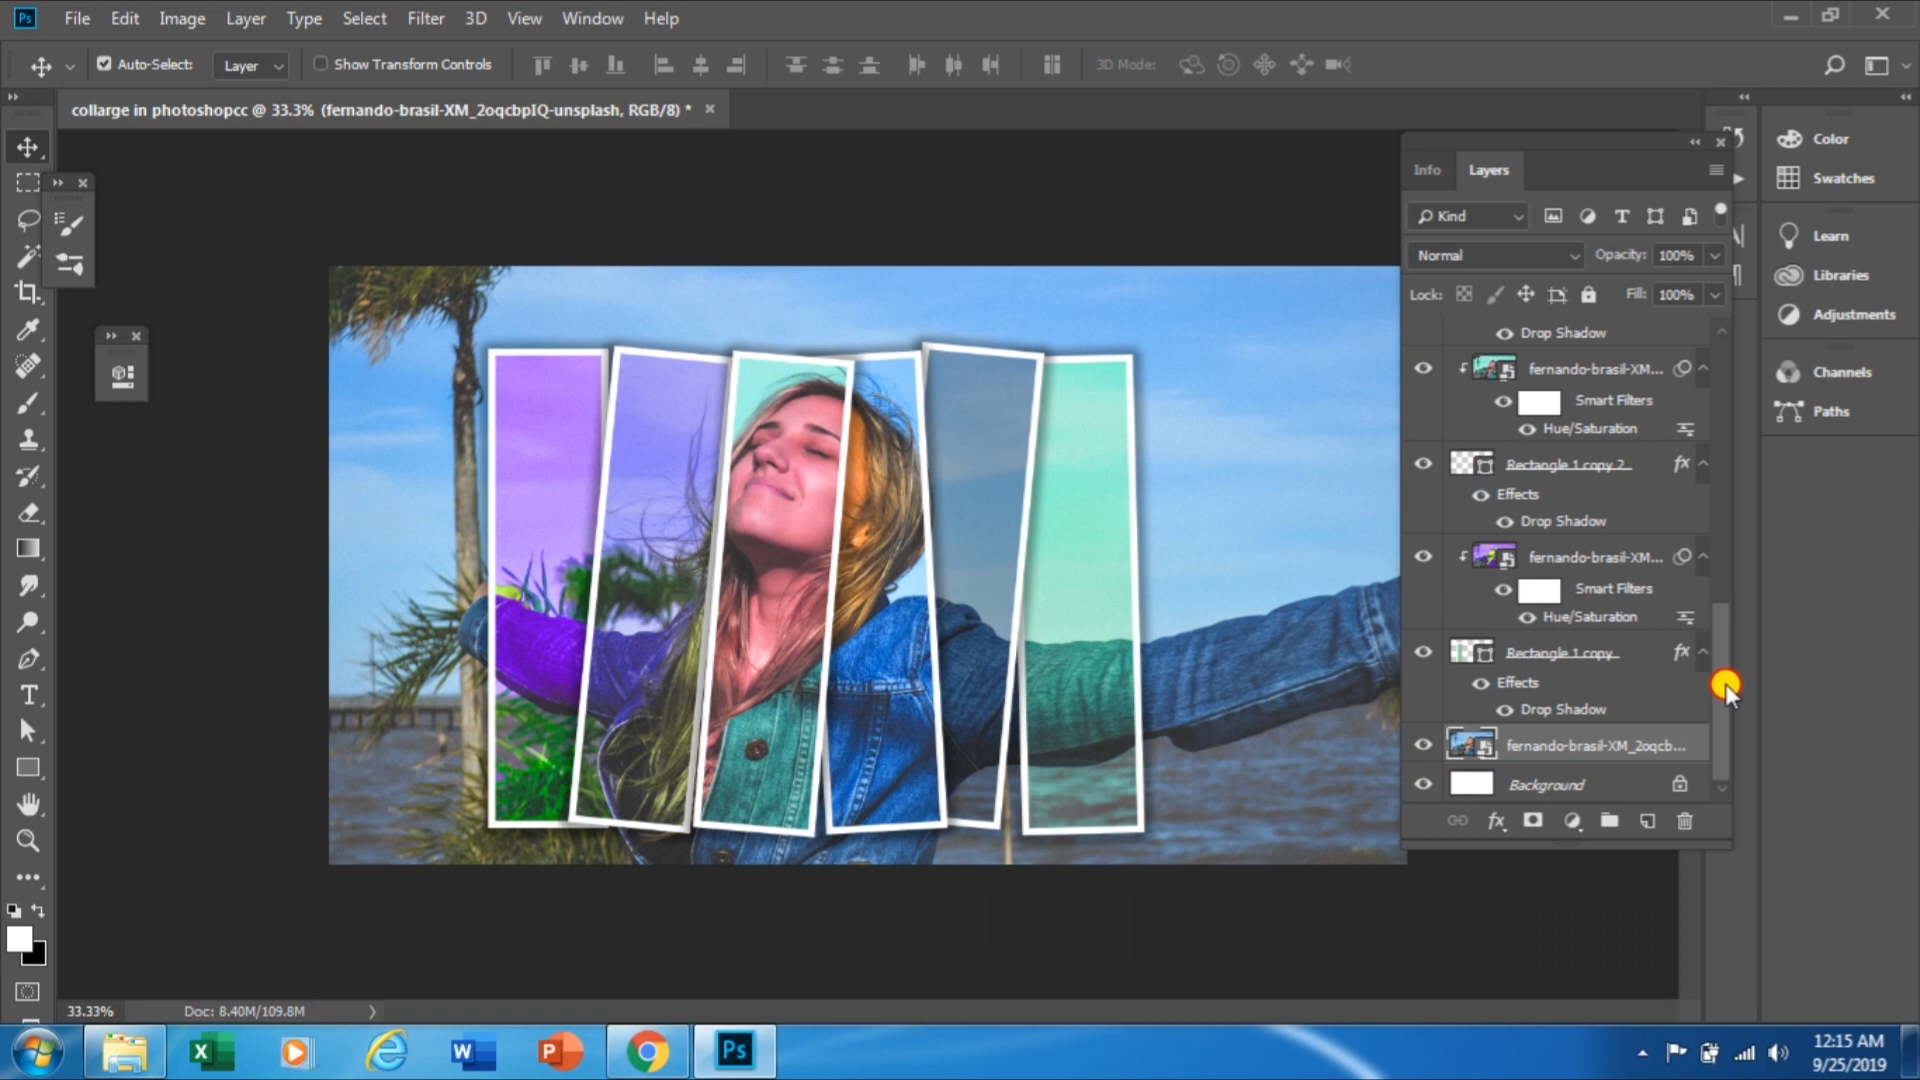 Ps File Edit Image Layer Type Select Filter 3D View Window Help
Auto-Select: Layer Show Transform Controls 3D Mode:
collarge in photoshopcc @ 33.3% (fernando-brasil-XM_2oqcbpIQ-unsplash, RGB/8) *
Info Layers
Kind
Normal Opacity: 100%
Lock: Fill: 100%
Drop Shadow
fernando-brasil-XM...
Smart Filters
Hue/Saturation
Rectangle 1 copy 2 fx
Effects
Drop Shadow
fernando-brasil-XM...
Smart Filters
Hue/Saturation
Rectangle 1 copy fx
Effects
Drop Shadow
fernando-brasil-XM_2oqcb...
Background
fx
Color
Swatches
Learn
Libraries
Adjustments
Channels
Paths
33.33% Doc: 8.40M/109.8M
Ps
12:15 AM
9/25/2019